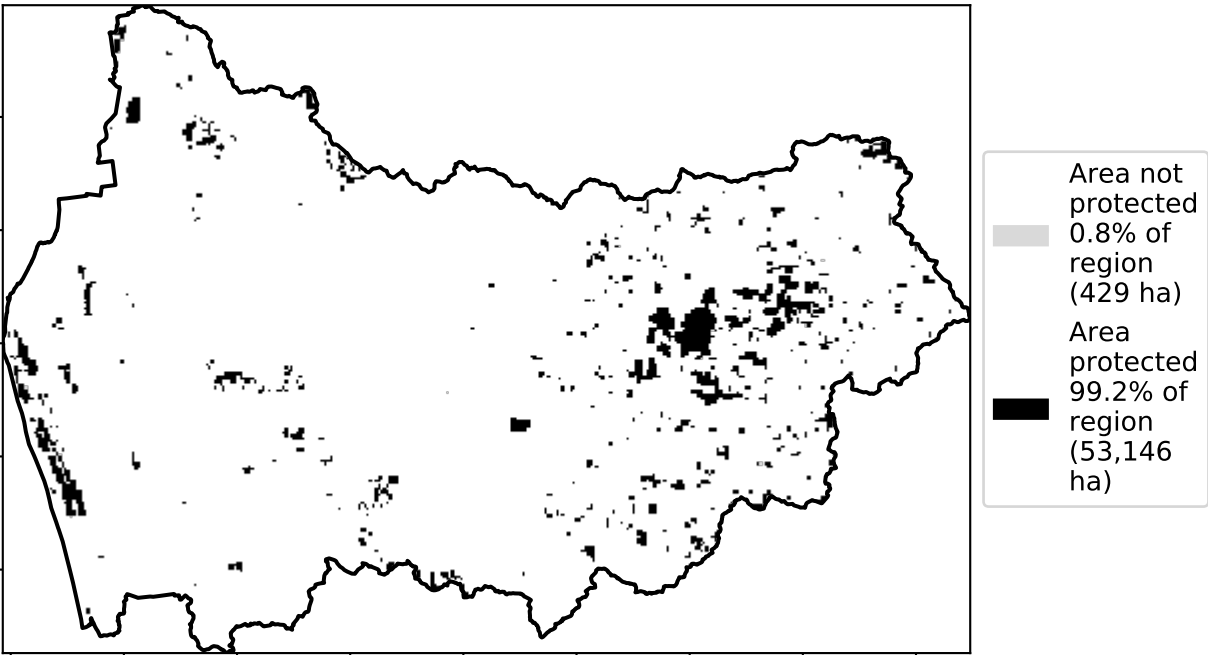 Area not
protected
0.8% of
region
(429 ha)
Area
protected
99.2% of
region
(53,146
ha)